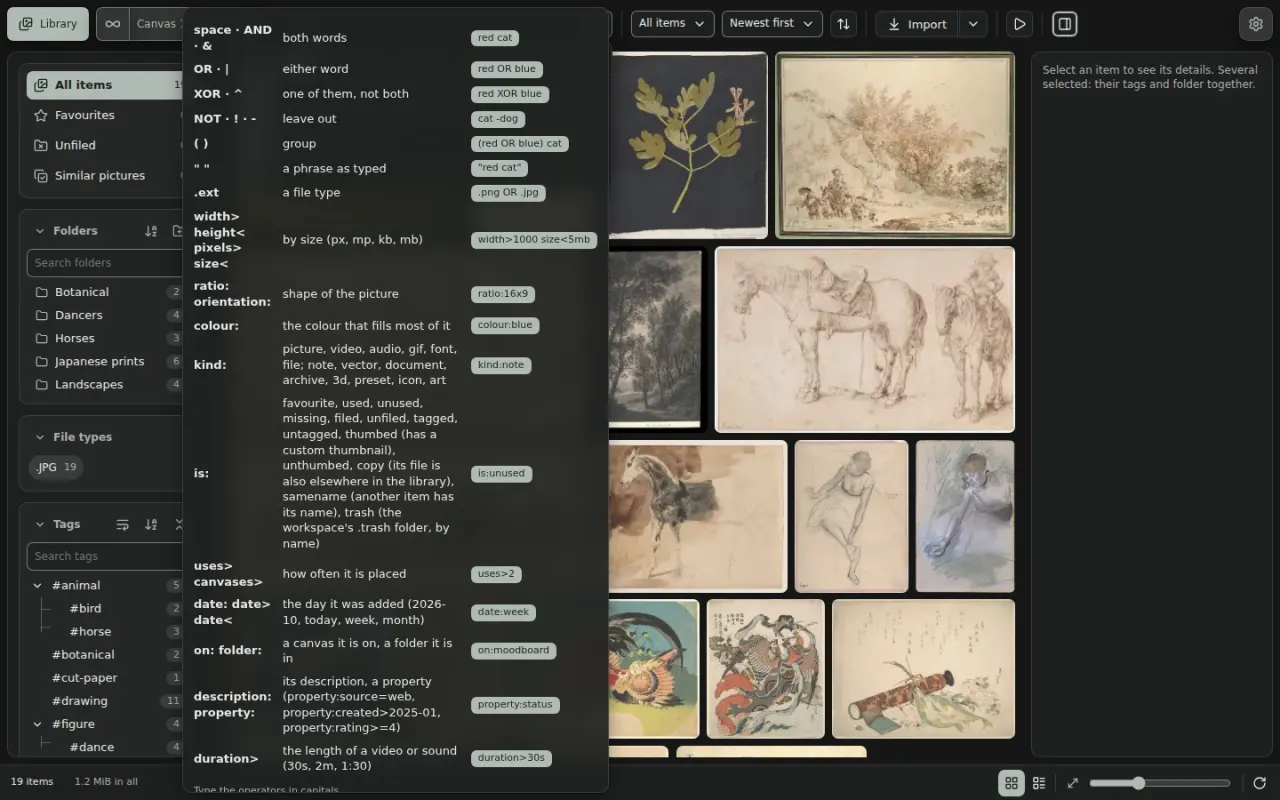 Library
Canvas
All items
Newest first
Import
All items
Favourites
Unfiled
Similar pictures
Folders
Search folders
Botanical 2
Dancers 4
Horses 3
Japanese prints 6
Landscapes 4
File types
.JPG 19
Tags
Search tags
#animal 5
#bird 2
#horse 3
#botanical 2
#cut-paper 1
#drawing 11
#figure 4
#dance 4
space · AND
· &
both words
red cat
OR · |
either word
red OR blue
XOR · ^
one of them, not both
red XOR blue
NOT · ! · -
leave out
cat -dog
( )
group
(red OR blue) cat
" "
a phrase as typed
"red cat"
.ext
a file type
.png OR .jpg
width>
height<
pixels>
size<
by size (px, mp, kb, mb)
width>1000 size<5mb
ratio:
orientation:
shape of the picture
ratio:16x9
colour:
the colour that fills most of it
colour:blue
kind:
picture, video, audio, gif, font,
file; note, vector, document,
archive, 3d, preset, icon, art
kind:note
is:
favourite, used, unused,
missing, filed, unfiled, tagged,
untagged, thumbed (has a
custom thumbnail),
unthumbed, copy (its file is
also elsewhere in the library),
samename (another item has
its name), trash (the
workspace's .trash folder, by
name)
is:unused
uses>
canvases>
how often it is placed
uses>2
date: date>
date<
the day it was added (2026-
10, today, week, month)
date:week
on: folder:
a canvas it is on, a folder it is
in
on:moodboard
description:
property:
its description, a property
(property:source=web,
property:created>2025-01,
property:rating>=4)
property:status
duration>
the length of a video or sound
(30s, 2m, 1:30)
duration>30s
Type the operators in capitals
Select an item to see its details. Several
selected: their tags and folder together.
19 items
1.2 MiB in all